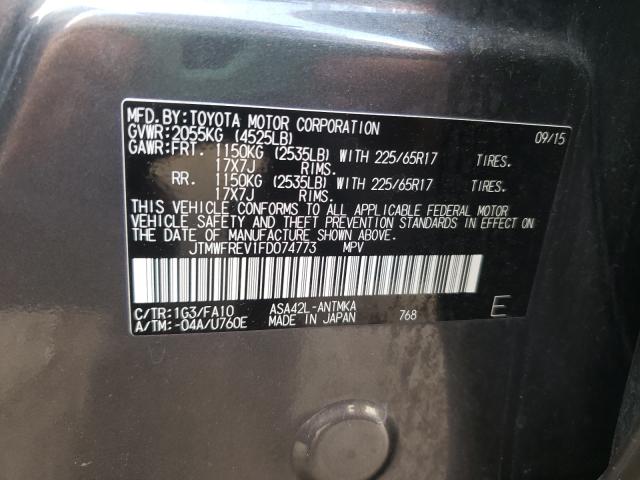 MFD.BY:TOYOTA MOTOR CORPORATION 09/15
GVWR:2055KG (4525LB)
GAWR:FRT. 1150KG (2535LB) WITH 225/65R17 TIRES.
17X7J RIMS.
RR. 1150KG (2535LB) WITH 225/65R17 TIRES.
17X7J RIMS.
THIS VEHICLE CONFORMS TO ALL APPLICABLE FEDERAL MOTOR
VEHICLE SAFETY AND THEFT PREVENTION STANDARDS IN EFFECT ON
THE DATE OF MANUFACTURE SHOWN ABOVE.
JTMWFREV1FD074773 MPV
C/TR:1G3/FA10 ASA42L-ANTMKA
A/TM:-04A/U760E MADE IN JAPAN 768 E